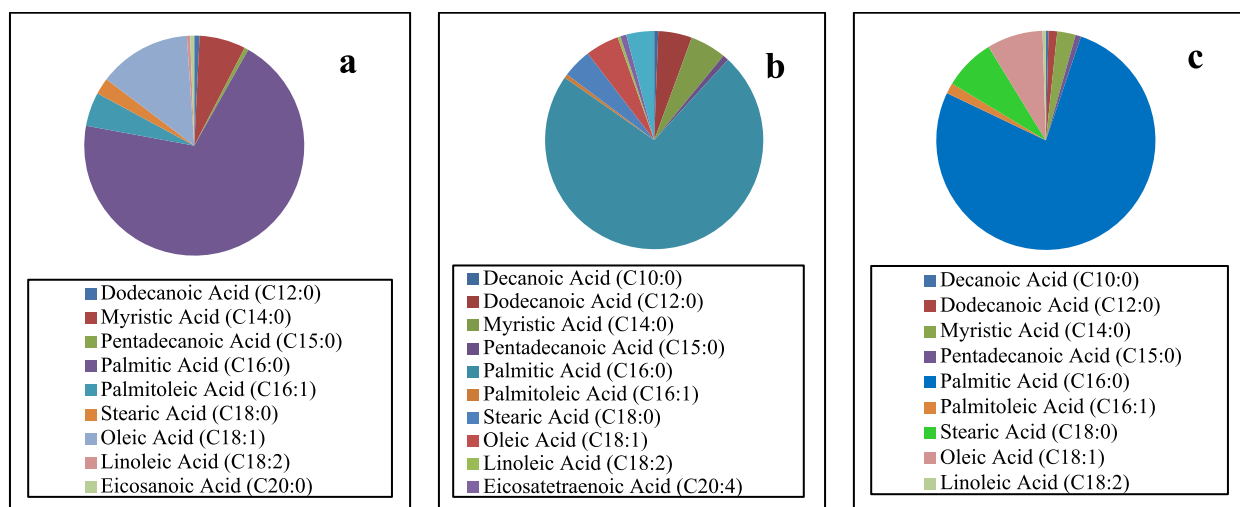 a
Dodecanoic Acid (C12:0)
Myristic Acid (C14:0)
Pentadecanoic Acid (C15:0)
Palmitic Acid (C16:0)
Palmitoleic Acid (C16:1)
Stearic Acid (C18:0)
Oleic Acid (C18:1)
Linoleic Acid (C18:2)
Eicosanoic Acid (C20:0)
b
Decanoic Acid (C10:0)
Dodecanoic Acid (C12:0)
Myristic Acid (C14:0)
Pentadecanoic Acid (C15:0)
Palmitic Acid (C16:0)
Palmitoleic Acid (C16:1)
Stearic Acid (C18:0)
Oleic Acid (C18:1)
Linoleic Acid (C18:2)
Eicosatetraenoic Acid (C20:4)
c
Decanoic Acid (C10:0)
Dodecanoic Acid (C12:0)
Myristic Acid (C14:0)
Pentadecanoic Acid (C15:0)
Palmitic Acid (C16:0)
Palmitoleic Acid (C16:1)
Stearic Acid (C18:0)
Oleic Acid (C18:1)
Linoleic Acid (C18:2)